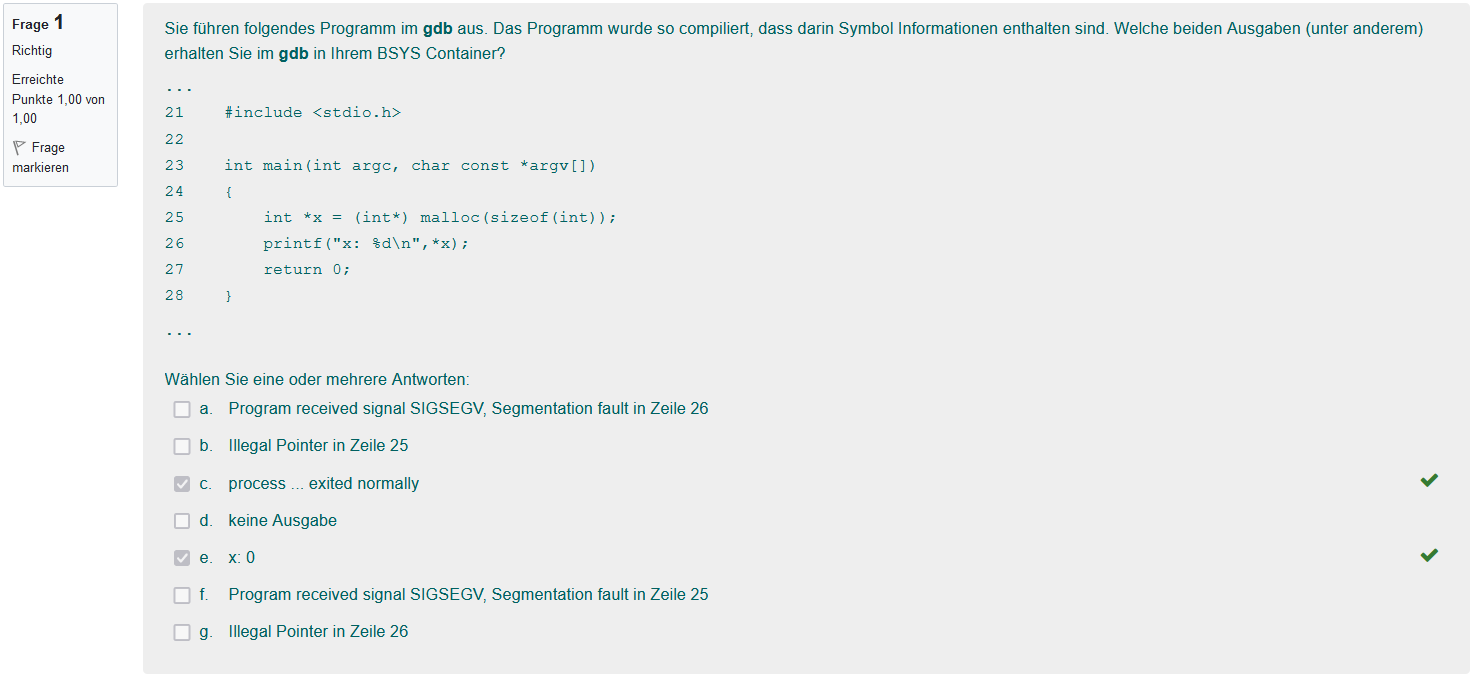 Frage 1
Richtig
Erreichte
Punkte 1,00 von
1,00
Frage
markieren
Sie führen folgendes Programm im gdb aus. Das Programm wurde so compiliert, dass darin Symbol Informationen enthalten sind. Welche beiden Ausgaben (unter anderem)
erhalten Sie im gdb in Ihrem BSYS Container?
...
21 #include <stdio.h>
22
23 int main(int argc, char const *argv[])
24 {
25 int *x = (int*) malloc(sizeof(int));
26 printf("x: %d\n",*x);
27 return 0;
28 }
...
Wählen Sie eine oder mehrere Antworten:
a. Program received signal SIGSEGV, Segmentation fault in Zeile 26
b. Illegal Pointer in Zeile 25
c. process ... exited normally
d. keine Ausgabe
e. x: 0
f. Program received signal SIGSEGV, Segmentation fault in Zeile 25
g. Illegal Pointer in Zeile 26